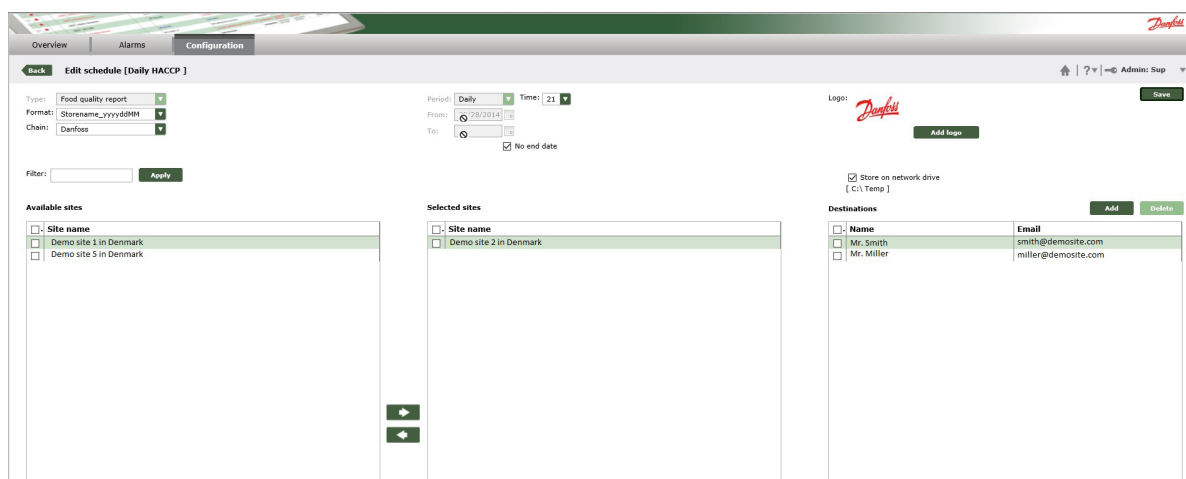 Danfoss
Overview Alarms Configuration
Back Edit schedule [Daily HACCP ] ? Admin: Sup
Type: Food quality report Period: Daily Time: 21 Logo: Danfoss Save
Format: Storename_yyyyddMM From: /28/2014
Chain: Danfoss To: Add logo
No end date
Filter: Apply Store on network drive
[ C:\ Temp ]
Available sites Selected sites Destinations Add Delete
Site name Site name Name Email
Demo site 1 in Denmark Demo site 2 in Denmark Mr. Smith smith@demosite.com
Demo site 5 in Denmark Mr. Miller miller@demosite.com